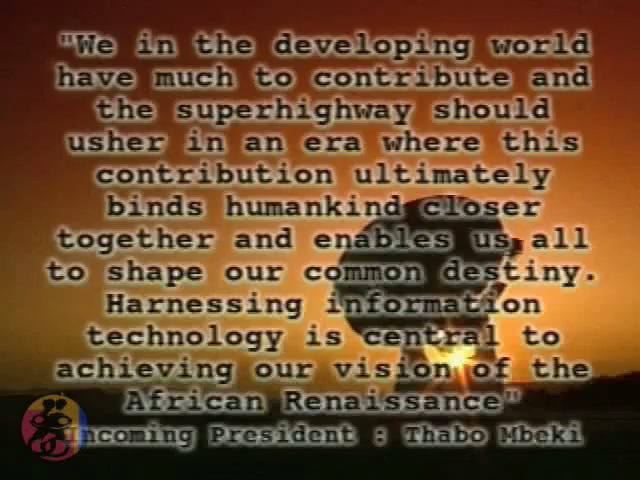 "We in the developing world
have much to contribute and
the superhighway should
usher in an era where this
contribution ultimately
binds humankind closer
together and enables us all
to shape our common destiny.
Harnessing information
technology is central to
achieving our vision of the
African Renaissance"
Incoming President : Thabo Mbeki